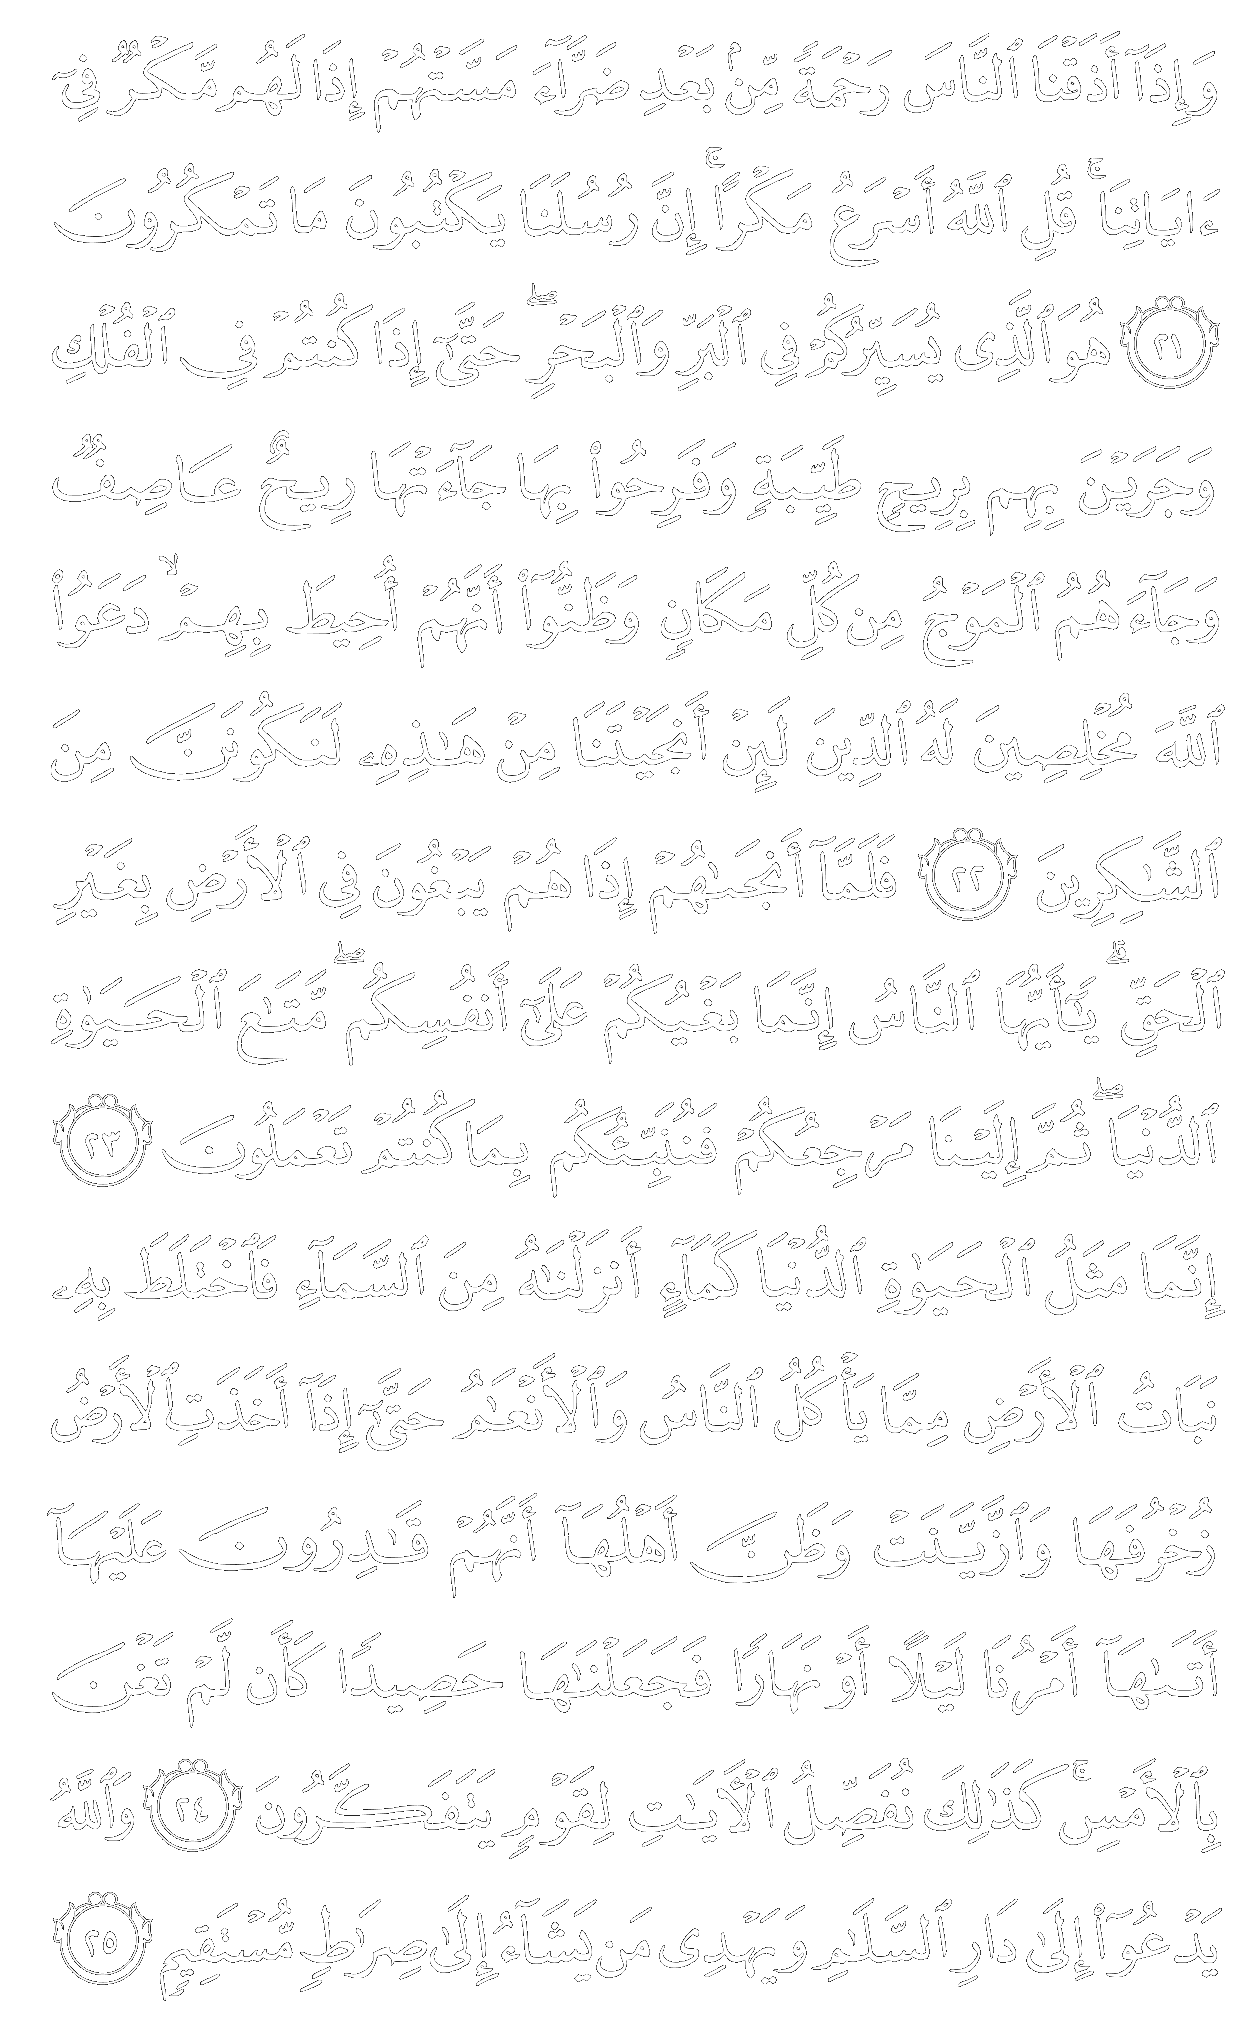 وَإِذَآ أَذَقْنَا ٱلنَّاسَ رَحْمَةً مِّنۢ بَعْدِ ضَرَّآءَ مَسَّتْهُمْ إِذَا لَهُم مَّكْرٌ فِىٓ
ءَايَاتِنَا ۚ قُلِ ٱللَّهُ أَسْرَعُ مَكْرًا ۚ إِنَّ رُسُلَنَا يَكْتُبُونَ مَا تَمْكُرُونَ
٢١ هُوَ ٱلَّذِى يُسَيِّرُكُمْ فِى ٱلْبَرِّ وَٱلْبَحْرِ ۖ حَتَّىٰٓ إِذَا كُنتُمْ فِى ٱلْفُلْكِ
وَجَرَيْنَ بِهِم بِرِيحٍ طَيِّبَةٍ وَفَرِحُوا۟ بِهَا جَآءَتْهَا رِيحٌ عَاصِفٌ
وَجَآءَهُمُ ٱلْمَوْجُ مِن كُلِّ مَكَانٍ وَظَنُّوٓا۟ أَنَّهُمْ أُحِيطَ بِهِمْ ۙ دَعَوُا۟
ٱللَّهَ مُخْلِصِينَ لَهُ ٱلدِّينَ لَئِنْ أَنجَيْتَنَا مِنْ هَـٰذِهِۦ لَنَكُونَنَّ مِنَ
ٱلشَّـٰكِرِينَ ٢٢ فَلَمَّآ أَنجَىٰهُمْ إِذَا هُمْ يَبْغُونَ فِى ٱلْأَرْضِ بِغَيْرِ
ٱلْحَقِّ ۗ يَـٰٓأَيُّهَا ٱلنَّاسُ إِنَّمَا بَغْيُكُمْ عَلَىٰٓ أَنفُسِكُم ۖ مَّتَـٰعَ ٱلْحَيَوٰةِ
ٱلدُّنْيَا ۖ ثُمَّ إِلَيْنَا مَرْجِعُكُمْ فَنُنَبِّئُكُم بِمَا كُنتُمْ تَعْمَلُونَ ٢٣
إِنَّمَا مَثَلُ ٱلْحَيَوٰةِ ٱلدُّنْيَا كَمَآءٍ أَنزَلْنَـٰهُ مِنَ ٱلسَّمَآءِ فَٱخْتَلَطَ بِهِۦ
نَبَاتُ ٱلْأَرْضِ مِمَّا يَأْكُلُ ٱلنَّاسُ وَٱلْأَنْعَـٰمُ حَتَّىٰٓ إِذَآ أَخَذَتِ ٱلْأَرْضُ
زُخْرُفَهَا وَٱزَّيَّنَتْ وَظَنَّ أَهْلُهَآ أَنَّهُمْ قَـٰدِرُونَ عَلَيْهَآ
أَتَىٰهَآ أَمْرُنَا لَيْلًا أَوْ نَهَارًا فَجَعَلْنَـٰهَا حَصِيدًا كَأَن لَّمْ تَغْنَ
بِٱلْأَمْسِ ۚ كَذَٰلِكَ نُفَصِّلُ ٱلْـَٔايَـٰتِ لِقَوْمٍ يَتَفَكَّرُونَ ٢٤ وَٱللَّهُ
يَدْعُوٓا۟ إِلَىٰ دَارِ ٱلسَّلَـٰمِ وَيَهْدِى مَن يَشَآءُ إِلَىٰ صِرَٰطٍ مُّسْتَقِيمٍ ٢٥